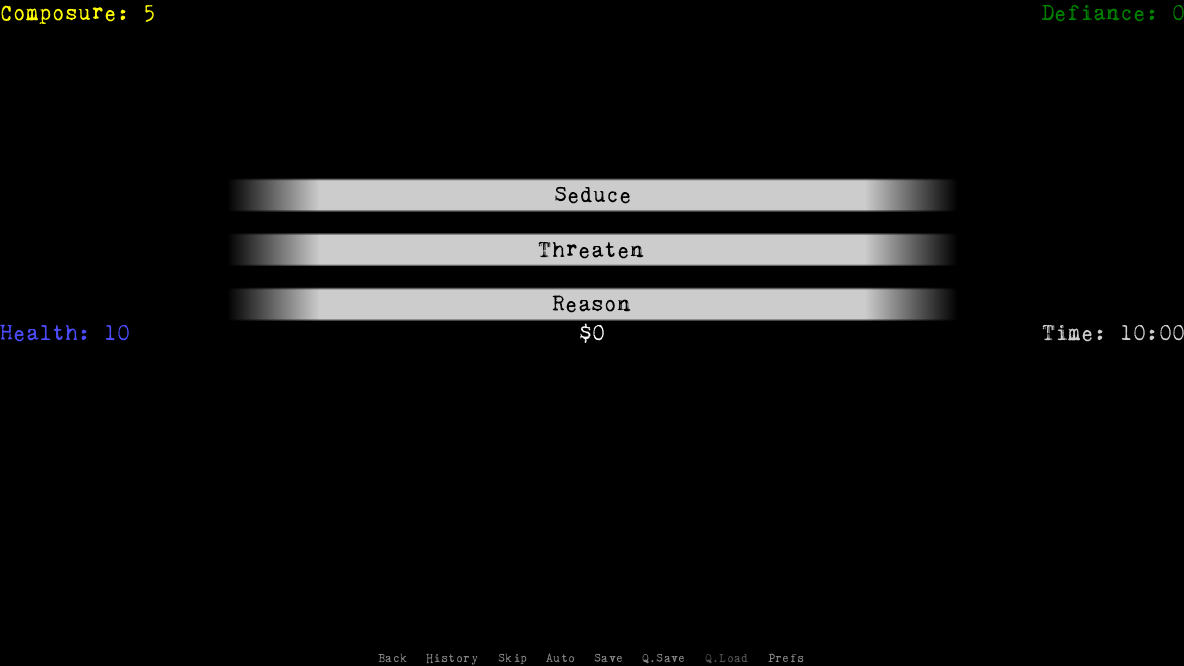 Composure: 5
Defiance: 0
Seduce
Threaten
Reason
Health: 10
$0
Time: 10:00
Back History Skip Auto Save Q.Save Q.Load Prefs